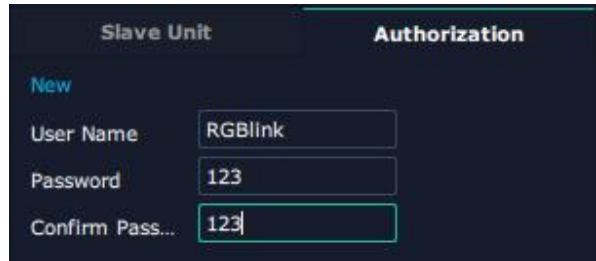 Slave Unit Authorization
New
User Name RGBlink
Password 123
Confirm Pass... 123